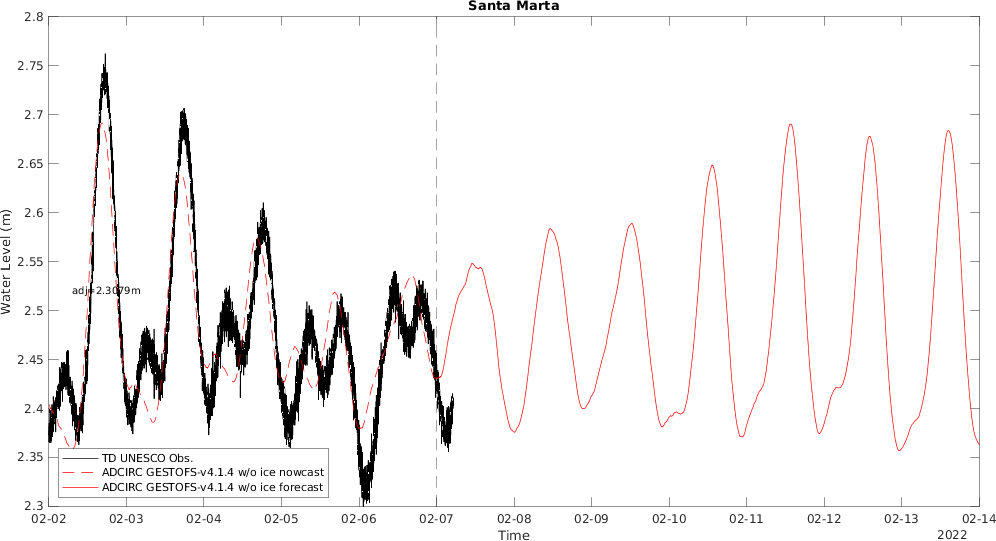 Santa Marta
2.8
2.75
2.7
2.65
2.6
2.55
2.5
2.45
2.4
2.35
2.3
Water Level (m)
adj=2.3079m
TD UNESCO Obs.
ADCIRC GESTOFS-v4.1.4 w/o ice nowcast
ADCIRC GESTOFS-v4.1.4 w/o ice forecast
02-02 02-03 02-04 02-05 02-06 02-07 02-08 02-09 02-10 02-11 02-12 02-13 02-14
Time
2022